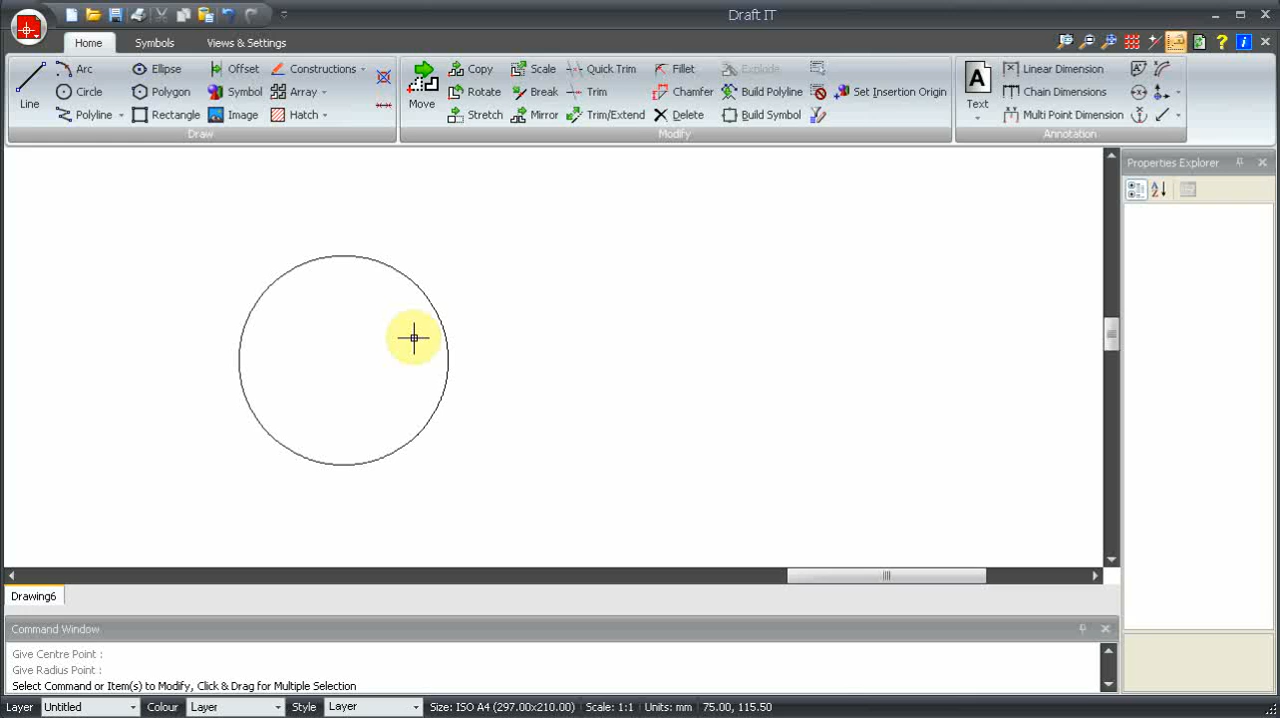 Draft IT
Home Symbols Views & Settings
Line
Arc Ellipse Offset Constructions
Circle Polygon Symbol Array
Polyline Rectangle Image Hatch
Draw
Move
Copy Scale Quick Trim Fillet Explode
Rotate Break Trim Chamfer Build Polyline Set Insertion Origin
Stretch Mirror Trim/Extend Delete Build Symbol
Modify
A
Text
Linear Dimension
Chain Dimensions
Multi Point Dimension
Annotation
Properties Explorer
Drawing6
Command Window
Give Centre Point :
Give Radius Point :
Select Command or Item(s) to Modify, Click & Drag for Multiple Selection
Layer Untitled Colour Layer Style Layer Size: ISO A4 (297.00x210.00) Scale: 1:1 Units: mm 75.00, 115.50